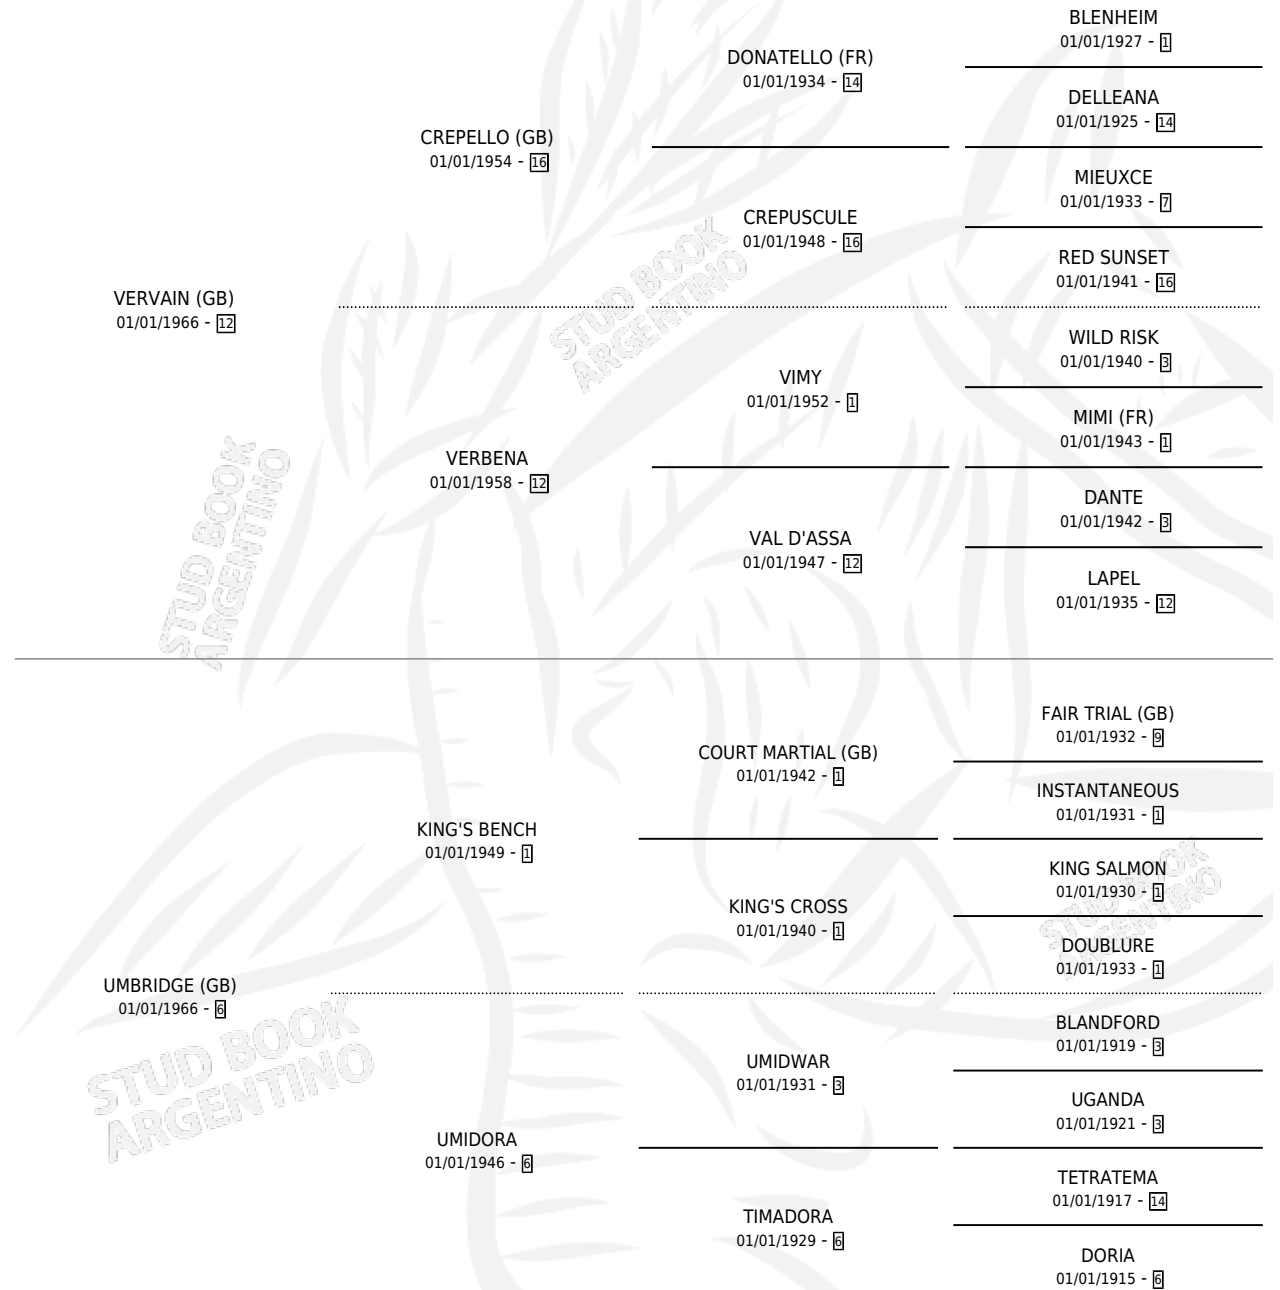 BLENHEIM
01/01/1927 - 1
DONATELLO (FR)
01/01/1934 - 14
DELLEANA
01/01/1925 - 14
CREPELLO (GB)
01/01/1954 - 16
MIEUXCE
01/01/1933 - 7
CREPUSCULE
01/01/1948 - 16
RED SUNSET
01/01/1941 - 16
VERVAIN (GB)
01/01/1966 - 12
STUD BOOK
ARGENTINO
WILD RISK
01/01/1940 - 3
VIMY
01/01/1952 - 1
MIMI (FR)
01/01/1943 - 1
VERBENA
01/01/1958 - 12
DANTE
01/01/1942 - 3
VAL D'ASSA
01/01/1947 - 12
LAPEL
01/01/1935 - 12
STUD BOOK
ARGENTINO
FAIR TRIAL (GB)
01/01/1932 - 9
COURT MARTIAL (GB)
01/01/1942 - 1
INSTANTANEOUS
01/01/1931 - 1
KING'S BENCH
01/01/1949 - 1
KING SALMON
01/01/1930 - 1
KING'S CROSS
01/01/1940 - 1
STUD BOOK
ARGENTINO
DOUBLURE
01/01/1933 - 1
UMBRIDGE (GB)
01/01/1966 - 6
BLANDFORD
01/01/1919 - 3
STUD BOOK
ARGENTINO
UMIDWAR
01/01/1931 - 3
UGANDA
01/01/1921 - 3
UMIDORA
01/01/1946 - 6
TETRATEMA
01/01/1917 - 14
TIMADORA
01/01/1929 - 6
DORIA
01/01/1915 - 6